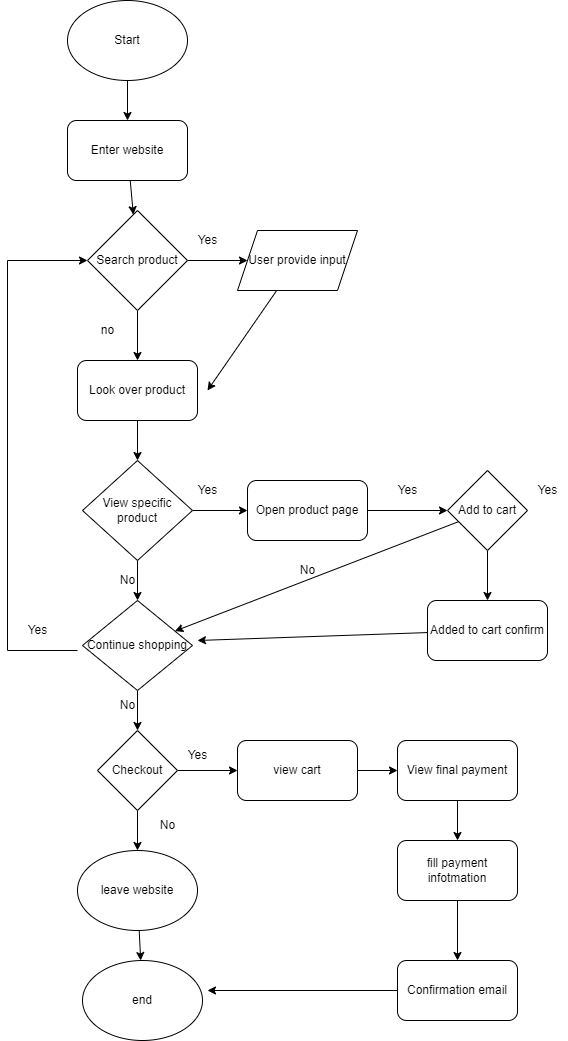 Start
Enter website
Yes
Search product
User provide input
no
Look over product
Yes
Yes
Yes
View specific
product
Open product page
Add to cart
No
No
Yes
Added to cart confirm
Continue shopping
No
Yes
Checkout
view cart
View final payment
No
fill payment
infotmation
leave website
end
Confirmation email